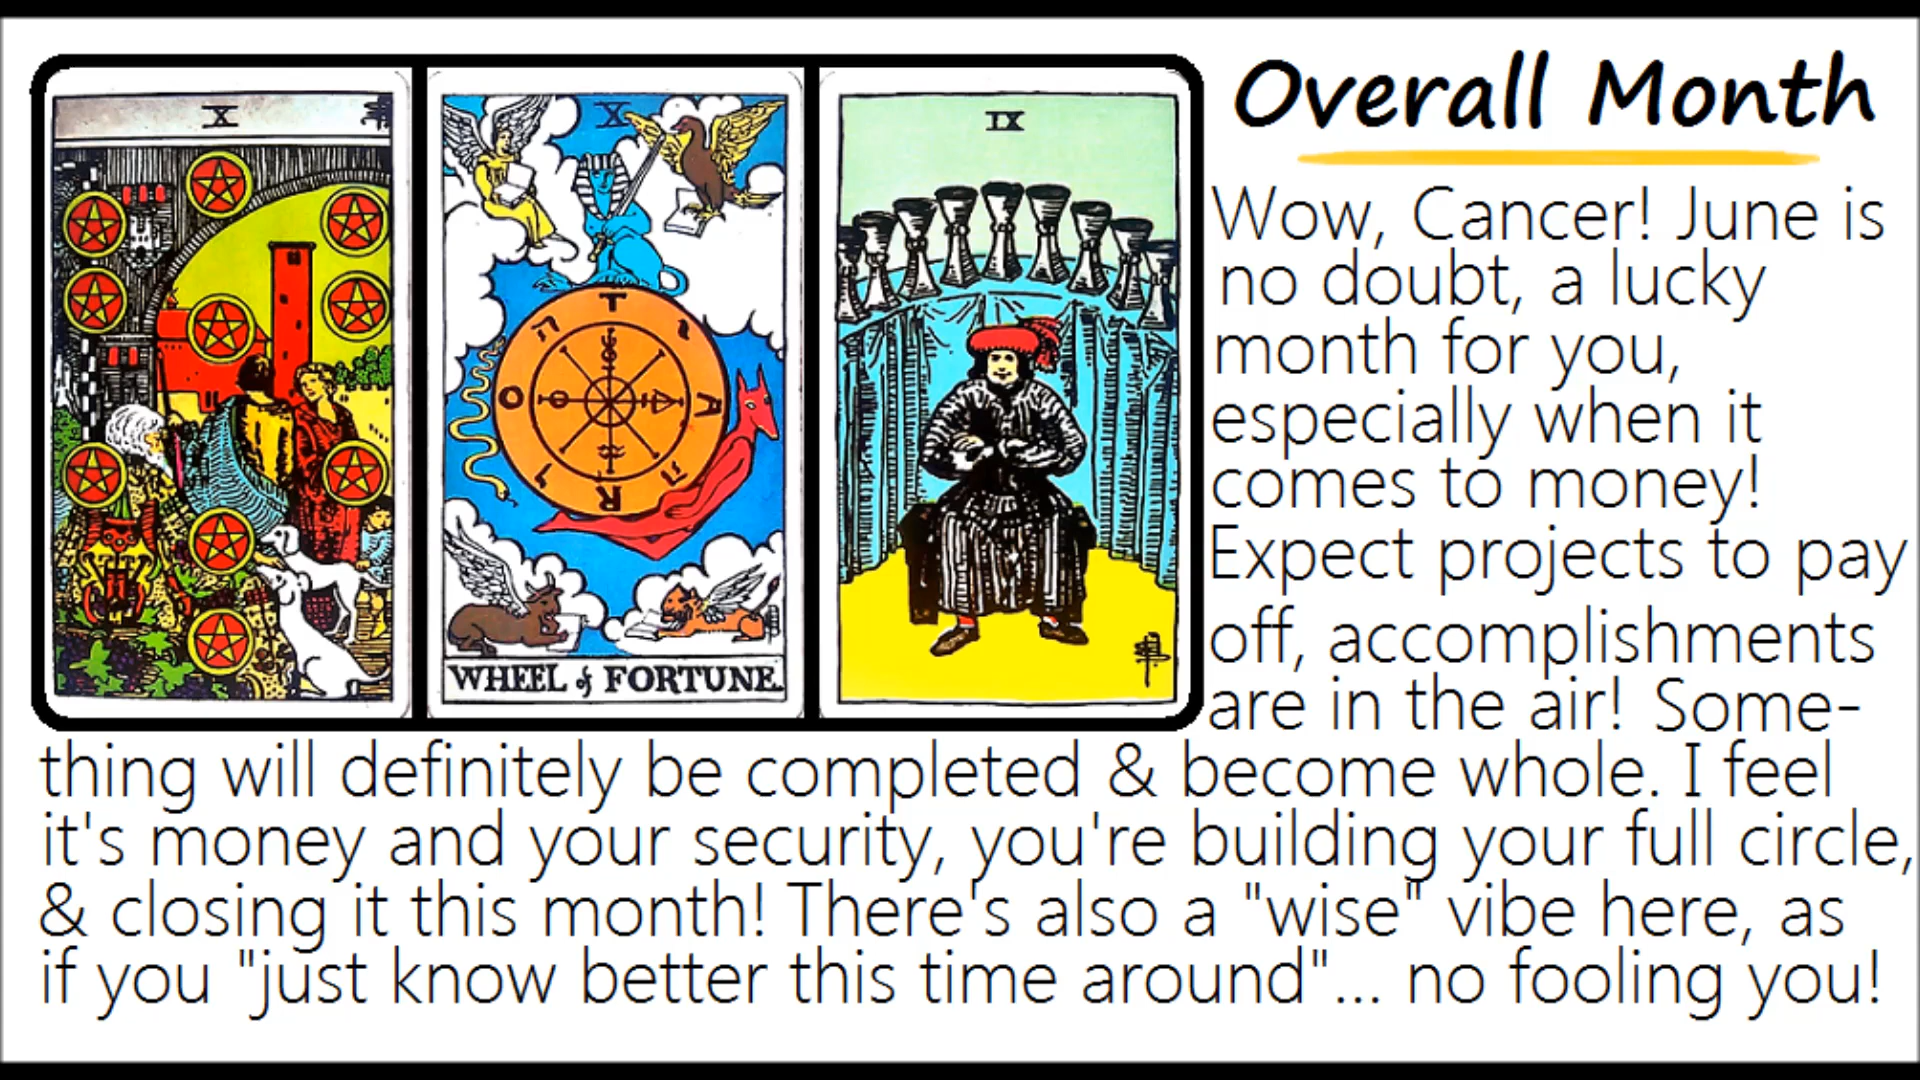 X
X
IX
T
A
R
O
WHEEL of FORTUNE.
Overall Month
Wow, Cancer! June is
no doubt, a lucky
month for you,
especially when it
comes to money!
Expect projects to pay
off, accomplishments
are in the air! Some-
thing will definitely be completed & become whole. I feel
it's money and your security, you're building your full circle,
& closing it this month! There's also a "wise" vibe here, as
if you "just know better this time around"... no fooling you!